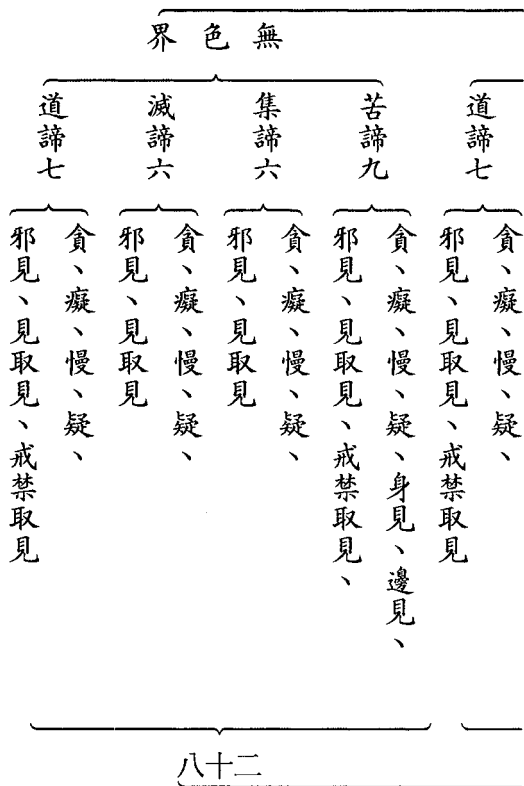 道諦七
貪、癡、慢、疑、
邪見、見取見、戒禁取見
無色界
苦諦九
貪、癡、慢、疑、身見、邊見、
邪見、見取見、戒禁取見、
集諦六
貪、癡、慢、疑、
邪見、見取見
滅諦六
貪、癡、慢、疑、
邪見、見取見
道諦七
貪、癡、慢、疑、
邪見、見取見、戒禁取見
二十八